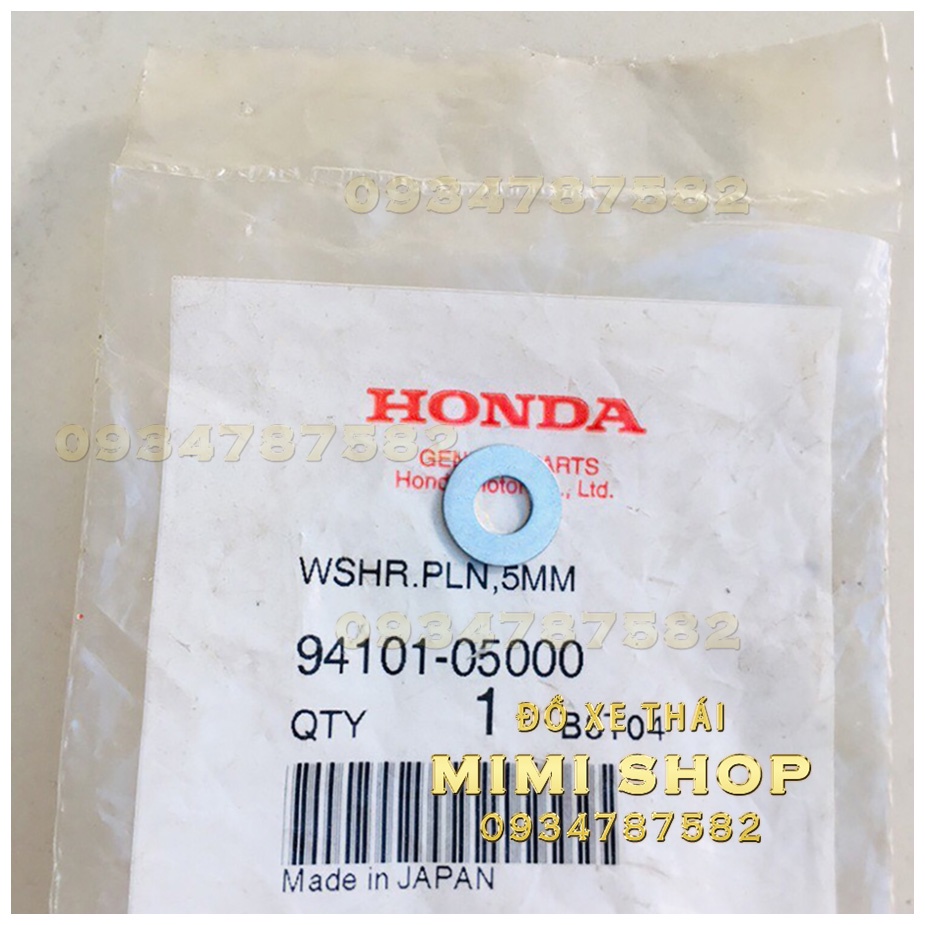 0934787582
HONDA
0934787582
GENUINE PARTS
Honda Motor Co., Ltd.
WSHR.PLN,5MM
0934787582
94101-05000
QTY 1
ĐỒ XE THÁI
MIMI SHOP
0934787582
Made in JAPAN